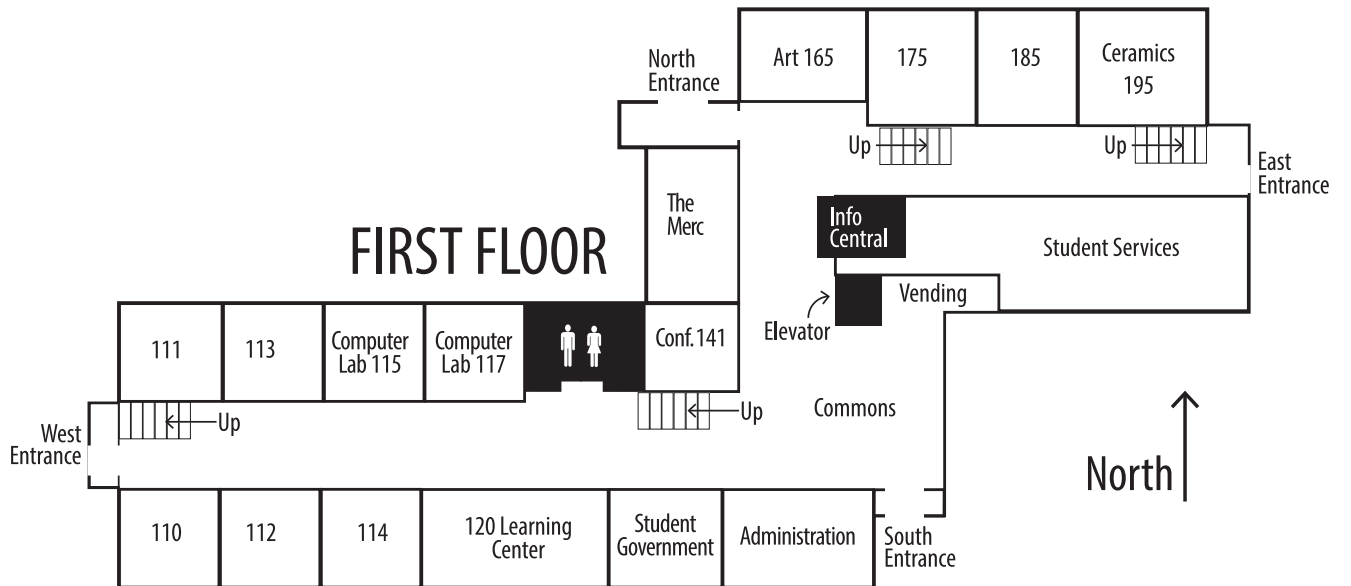 North
Entrance
Art 165
175
185
Ceramics
195
Up
Up
East
Entrance
The
Merc
Info
Central
Student Services
FIRST FLOOR
Vending
Elevator
111
113
Computer
Lab 115
Computer
Lab 117
Conf. 141
Up
Up
Commons
West
Entrance
North
110
112
114
120 Learning
Center
Student
Government
Administration
South
Entrance